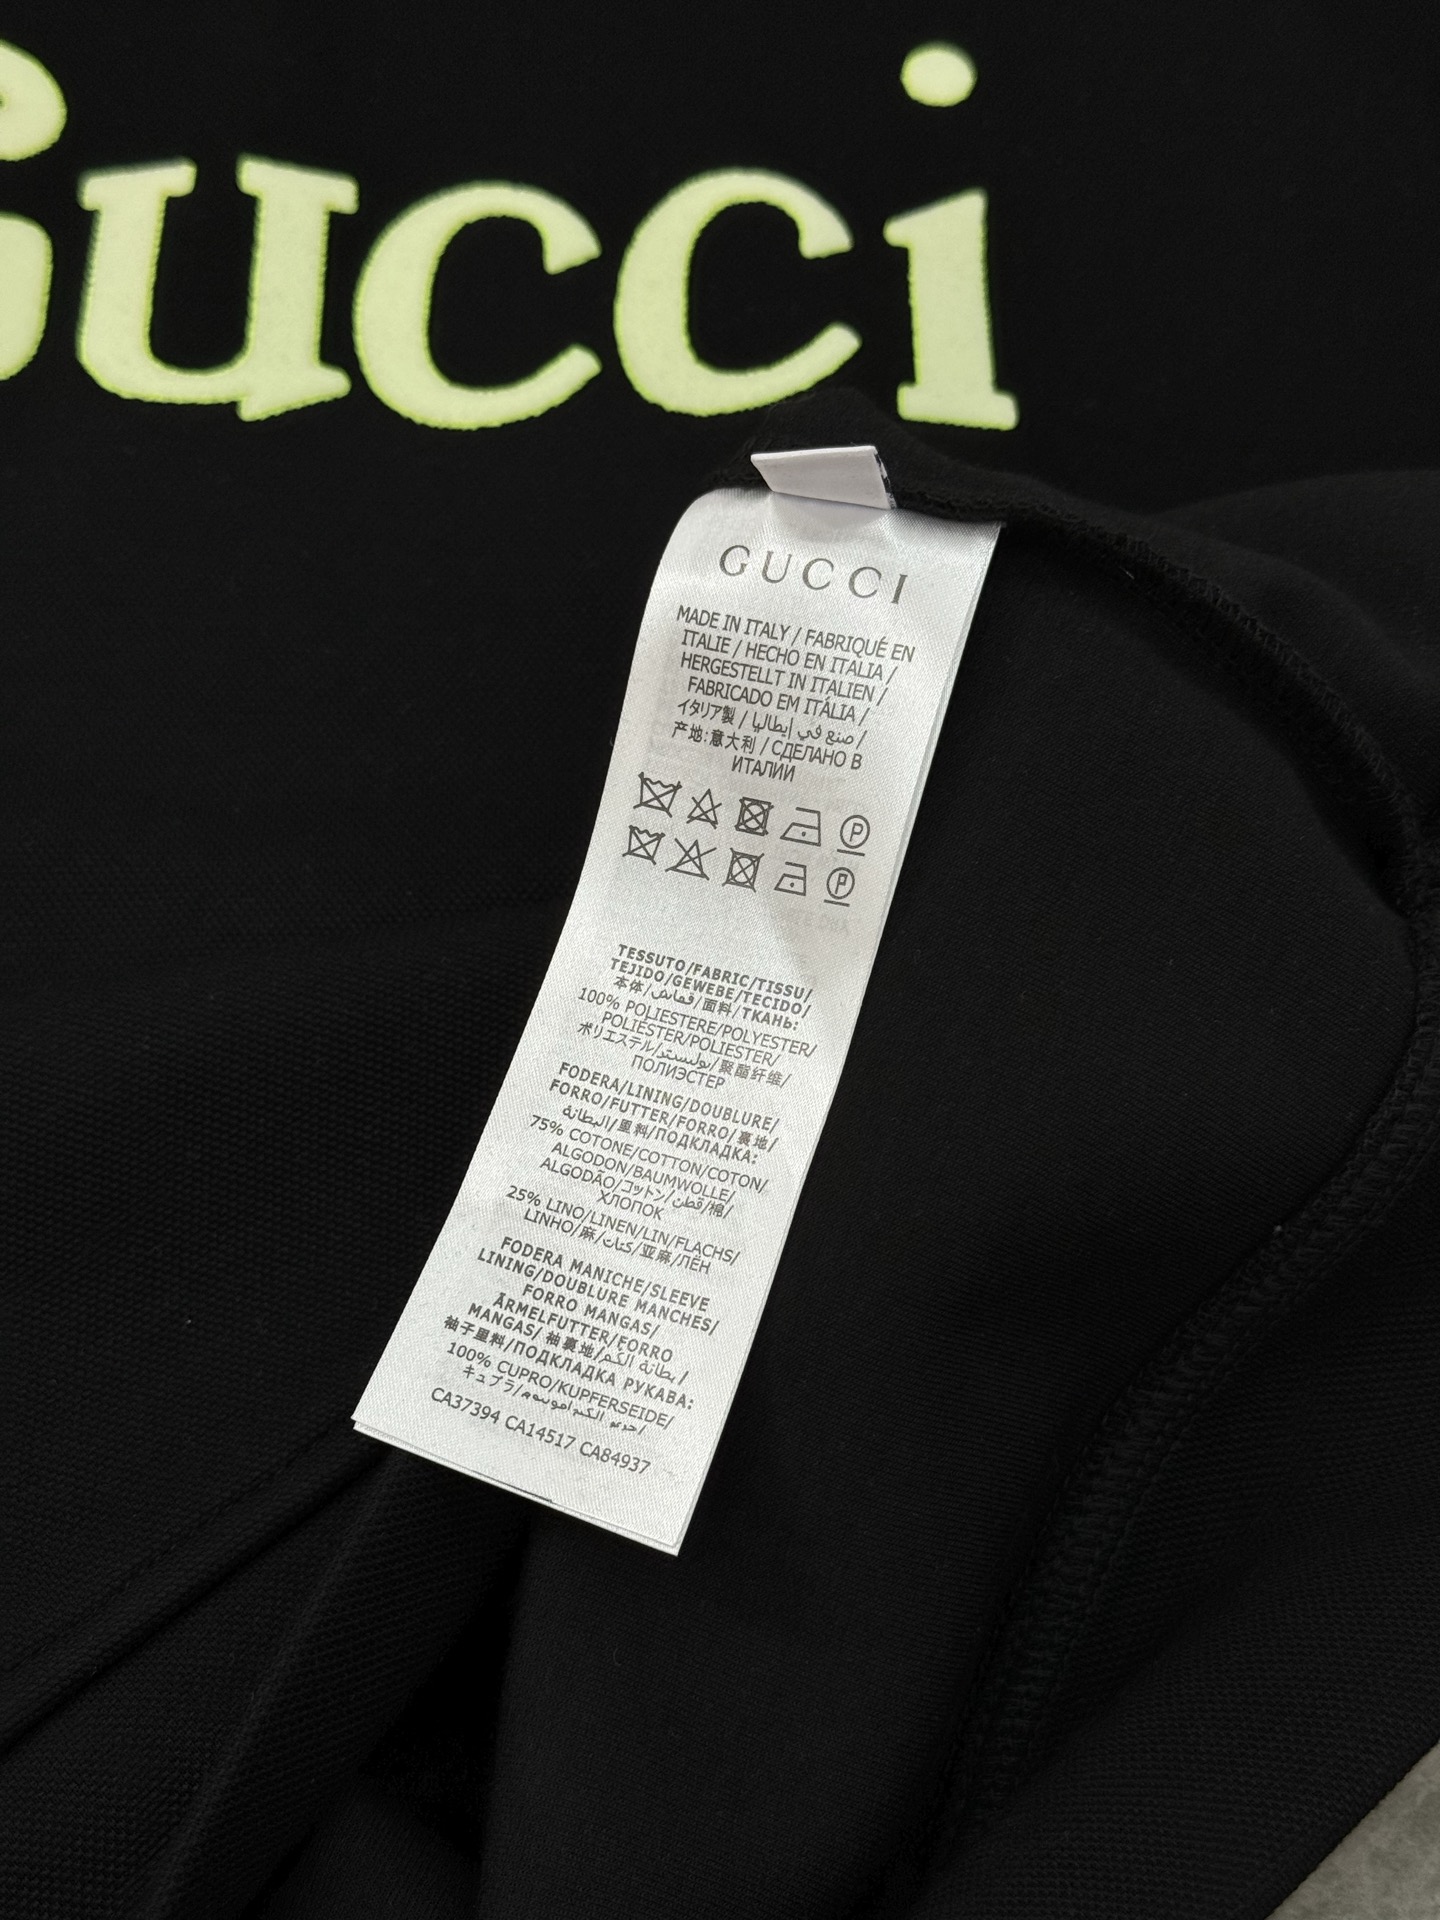 Gucci
GUCCI
MADE IN ITALY / FABRIQUÉ EN
ITALIE / HECHO EN ITALIA /
HERGESTELLT IN ITALIEN /
FABRICADO EM ITÁLIA /
イタリア製 / صنع في إيطاليا /
产地:意大利 / СДЕЛАНО В
ИТАЛИИ
P
P
TESSUTO/FABRIC/TISSU/
TEJIDO/GEWEBE/TECIDO/
本体/قماش/面料/ТКАНЬ:
100% POLIESTERE/POLYESTER/
POLIÉSTER/POLIESTER/
ポリエステル/بوليستر/聚酯纤维/
ПОЛИЭСТЕР
FODERA/LINING/DOUBLURE/
FORRO/FUTTER/FORRO/裏地/
البطانة/里料/ПОДКЛАДКА:
75% COTONE/COTTON/COTON/
ALGODON/BAUMWOLLE/
ALGODÃO/コットン/قطن/棉/
ХЛОПОК
25% LINO/LINEN/LIN/FLACHS/
LINHO/麻/كتان/亚麻/ЛЁН
FODERA MANICHE/SLEEVE
LINING/DOUBLURE MANCHES/
FORRO MANGAS/
ÄRMELFUTTER/FORRO
MANGAS/ 袖裏地/بطانة الكم/
袖子里料/ПОДКЛАДКА РУКАВА:
100% CUPRO/KUPFERSEIDE/
キュプラ/
CA37394 CA14517 CA84937